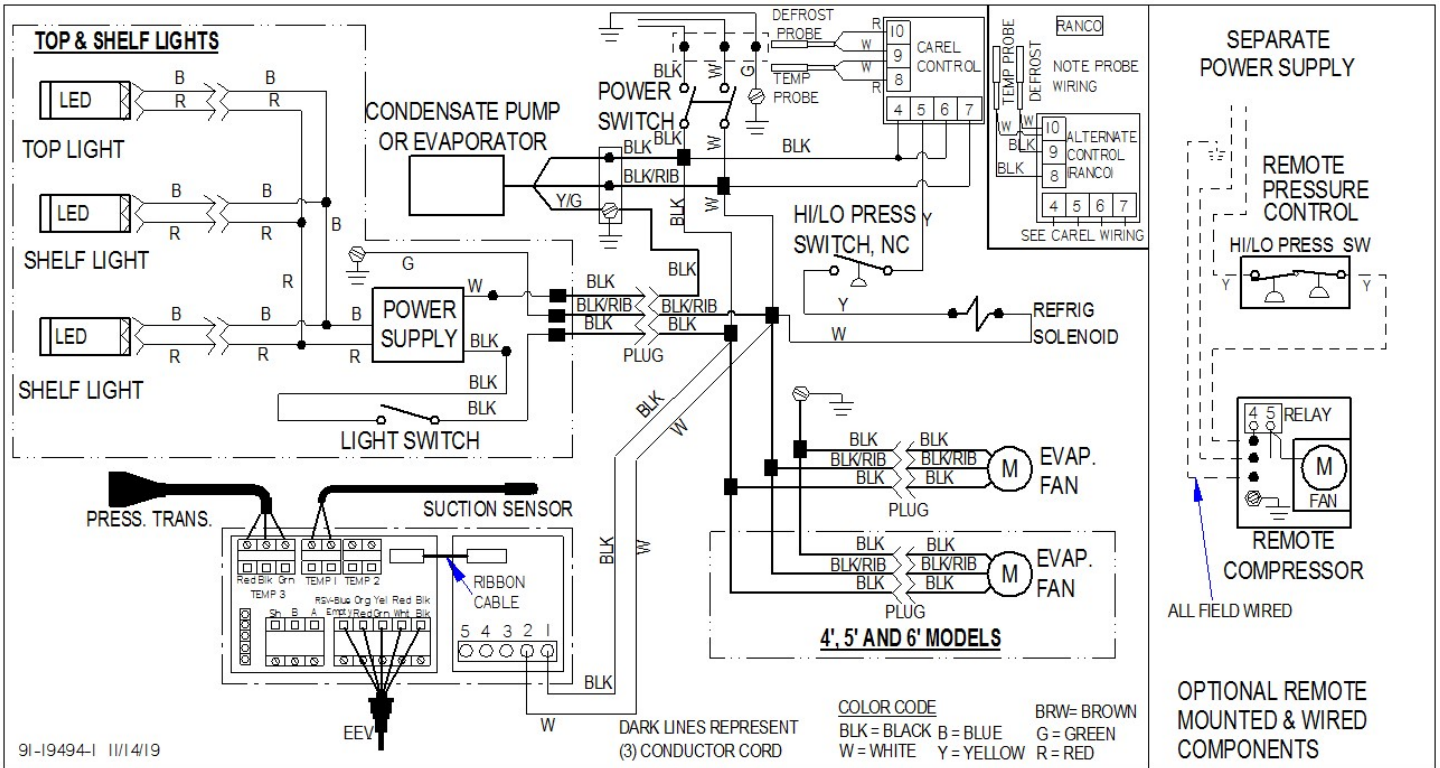 TOP & SHELF LIGHTS
LED
B
R
B
R
TOP LIGHT
LED
B
R
B
R
B
SHELF LIGHT
R
LED
B
R
B
R
B
R
SHELF LIGHT
G
POWER
SUPPLY
W
BLK
BLK
BLK
LIGHT SWITCH
CONDENSATE PUMP
OR EVAPORATOR
BLK
BLK/RIB
Y/G
BLK
W
G
POWER
SWITCH
BLK
W
BLK
W
BLK
BLK
BLK
BLK/RIB
BLK/RIB
BLK
BLK
PLUG
DEFROST
PROBE
TEMP
PROBE
R
W
W
R
10
9
8
CAREL
CONTROL
4 5 6 7
BLK
Y
HI/LO PRESS
SWITCH, NC
Y
W
REFRIG
SOLENOID
RANCO
TEMP PROBE
DEFROST
NOTE PROBE
WIRING
W
W
BLK
BLK
10
9
8
ALTERNATE
CONTROL
(RANCO)
4 5 6 7
SEE CAREL WIRING
BLK
W
BLK
W
BLK
W
BLK BLK
BLK/RIB BLK/RIB
BLK BLK
PLUG
M
EVAP.
FAN
BLK BLK
BLK/RIB BLK/RIB
BLK BLK
PLUG
M
EVAP.
FAN
4', 5' AND 6' MODELS
PRESS. TRANS.
SUCTION SENSOR
Red Blk Grn
TEMP 3
TEMP 1
TEMP 2
RIBBON
CABLE
RSV-Blue Org Yel Red Blk
Sh B A
Empty Red Grn Wht Blk
5 4 3 2 1
EEV
91-19494-1 11/14/19
DARK LINES REPRESENT
(3) CONDUCTOR CORD
COLOR CODE
BLK = BLACK B = BLUE
W = WHITE Y = YELLOW
BRW= BROWN
G = GREEN
R = RED
SEPARATE
POWER SUPPLY
REMOTE
PRESSURE
CONTROL
HI/LO PRESS SW
Y
Y
4 5
RELAY
M
FAN
REMOTE
COMPRESSOR
ALL FIELD WIRED
OPTIONAL REMOTE
MOUNTED & WIRED
COMPONENTS